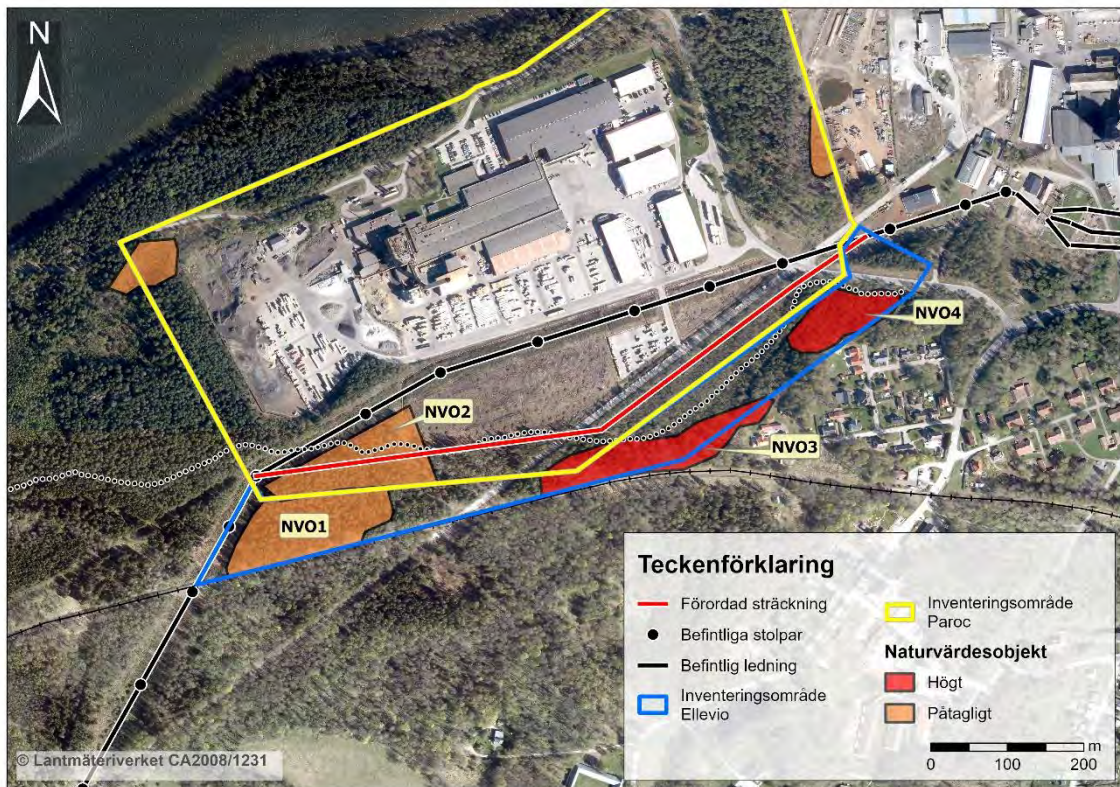 N
NVO4
NVO2
NVO3
NVO1
Teckenförklaring
Förordad sträckning
Befintliga stolpar
Befintlig ledning
Inventeringsområde
Ellevio
Inventeringsområde
Paroc
Naturvärdesobjekt
Högt
Påtagligt
m
0 100 200
© Lantmäteriverket CA2008/1231